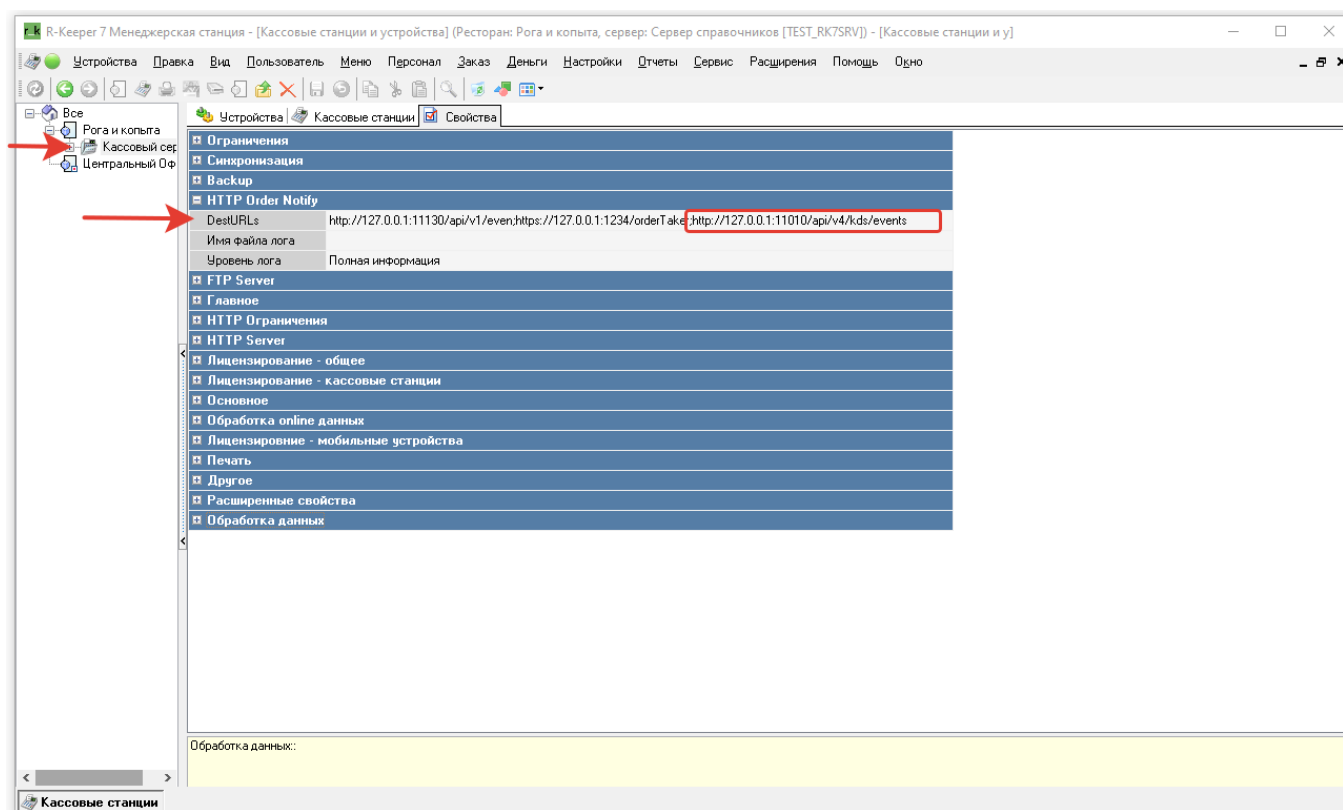 r_k R-Keeper 7 Менеджерская станция - [Кассовые станции и устройства] (Ресторан: Рога и копыта, сервер: Сервер справочников [TEST_RK7SRV]) - [Кассовые станции и у]
Устройства Правка Вид Пользователь Меню Персонал Заказ Деньги Настройки Отчеты Сервис Расширения Помощь Окно
Все
Рога и копыта
Кассовый сер
Центральный Оф
Устройства Кассовые станции Свойства
Ограничения
Синхронизация
Backup
HTTP Order Notify
DestURLs http://127.0.0.1:11130/api/v1/even;https://127.0.0.1:1234/orderTaker;http://127.0.0.1:11010/api/v4/kds/events
Имя файла лога
Уровень лога Полная информация
FTP Server
Главное
HTTP Ограничения
HTTP Server
Лицензирование - общее
Лицензирование - кассовые станции
Основное
Обработка online данных
Лицензировние - мобильные устройства
Печать
Другое
Расширенные свойства
Обработка данных
Обработка данных::
Кассовые станции